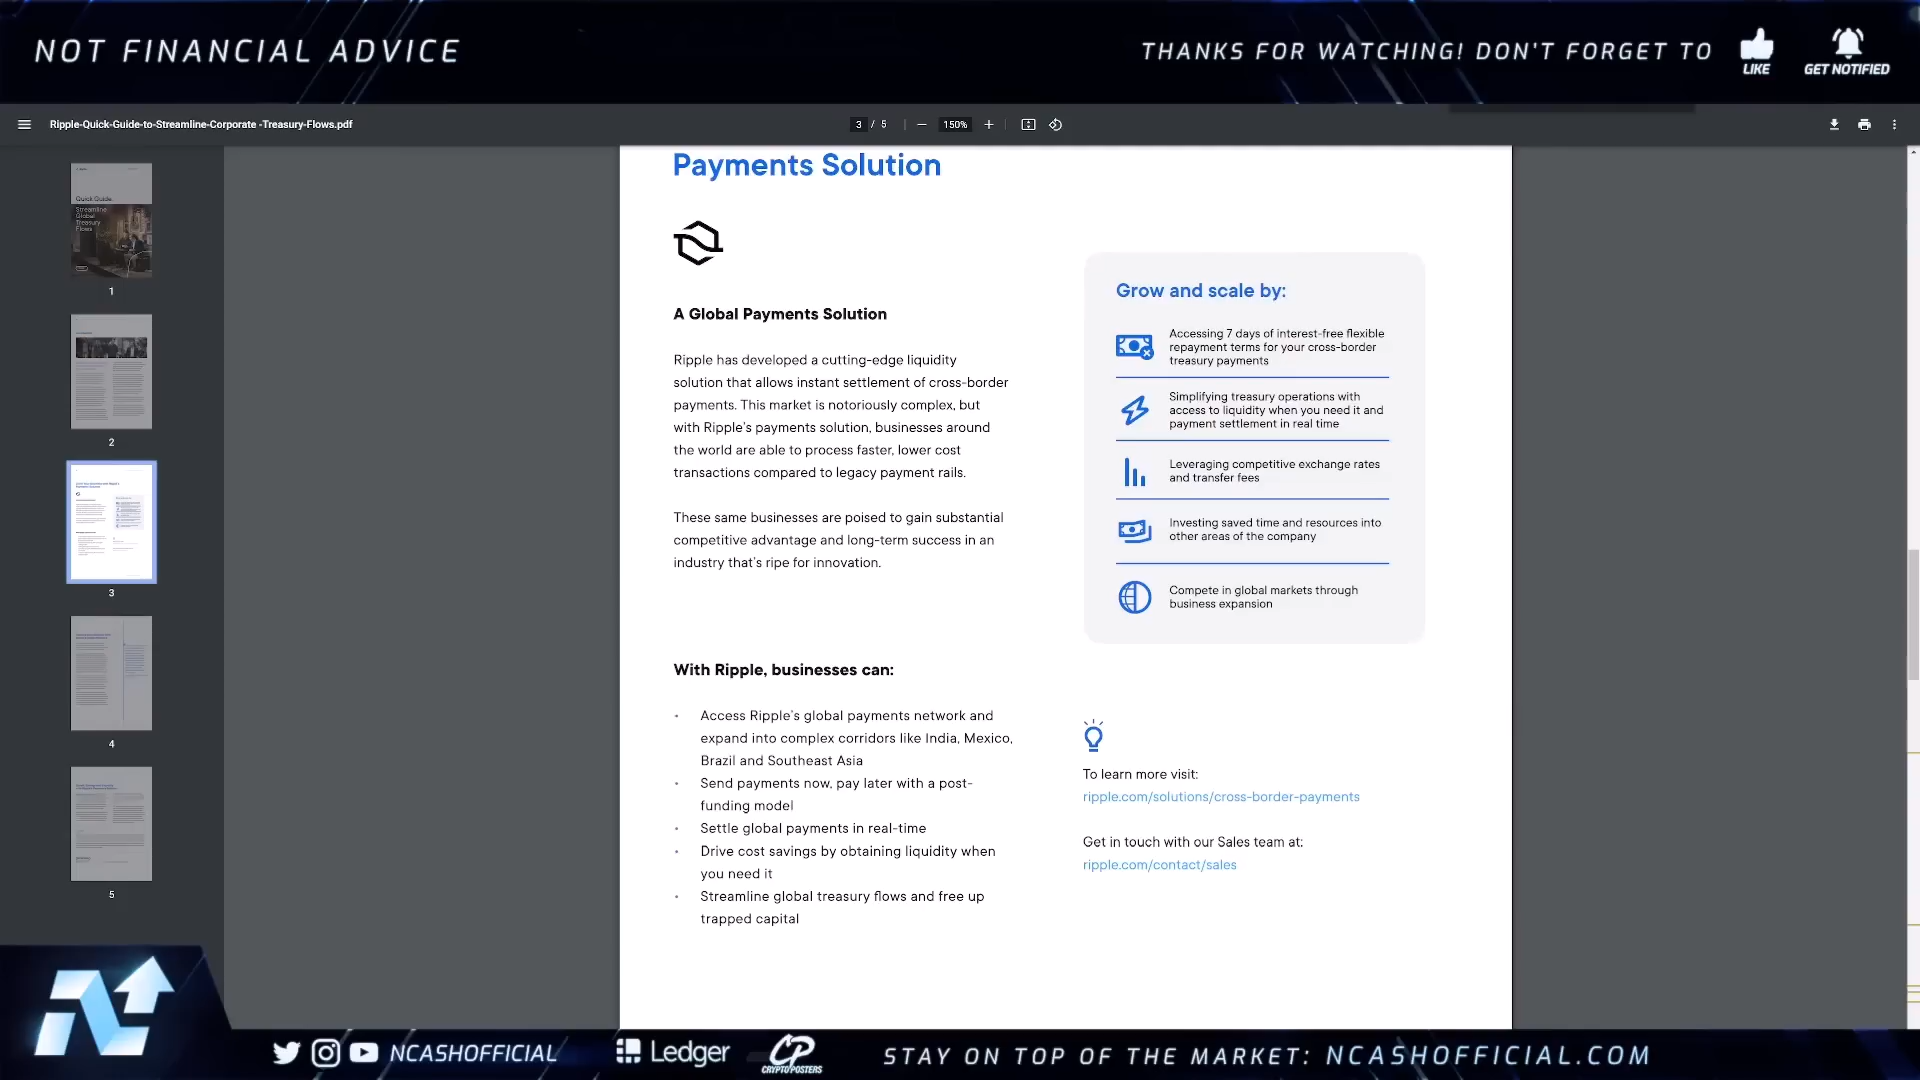 NOT FINANCIAL ADVICE
THANKS FOR WATCHING! DON'T FORGET TO
LIKE
GET NOTIFIED
Ripple-Quick-Guide-to-Streamline-Corporate -Treasury-Flows.pdf
3 / 5
150%
Quick Guide:
Streamline
Global
Treasury
Flows
1
2
3
4
5
Payments Solution
A Global Payments Solution
Ripple has developed a cutting-edge liquidity
solution that allows instant settlement of cross-border
payments. This market is notoriously complex, but
with Ripple's payments solution, businesses around
the world are able to process faster, lower cost
transactions compared to legacy payment rails.
These same businesses are poised to gain substantial
competitive advantage and long-term success in an
industry that's ripe for innovation.
With Ripple, businesses can:
• Access Ripple's global payments network and
expand into complex corridors like India, Mexico,
Brazil and Southeast Asia
• Send payments now, pay later with a post-
funding model
• Settle global payments in real-time
• Drive cost savings by obtaining liquidity when
you need it
• Streamline global treasury flows and free up
trapped capital
Grow and scale by:
Accessing 7 days of interest-free flexible
repayment terms for your cross-border
treasury payments
Simplifying treasury operations with
access to liquidity when you need it and
payment settlement in real time
Leveraging competitive exchange rates
and transfer fees
Investing saved time and resources into
other areas of the company
Compete in global markets through
business expansion
To learn more visit:
ripple.com/solutions/cross-border-payments
Get in touch with our Sales team at:
ripple.com/contact/sales
NCASHOFFICIAL
Ledger
CP
CRYPTOPOSTERS
STAY ON TOP OF THE MARKET: NCASHOFFICIAL.COM